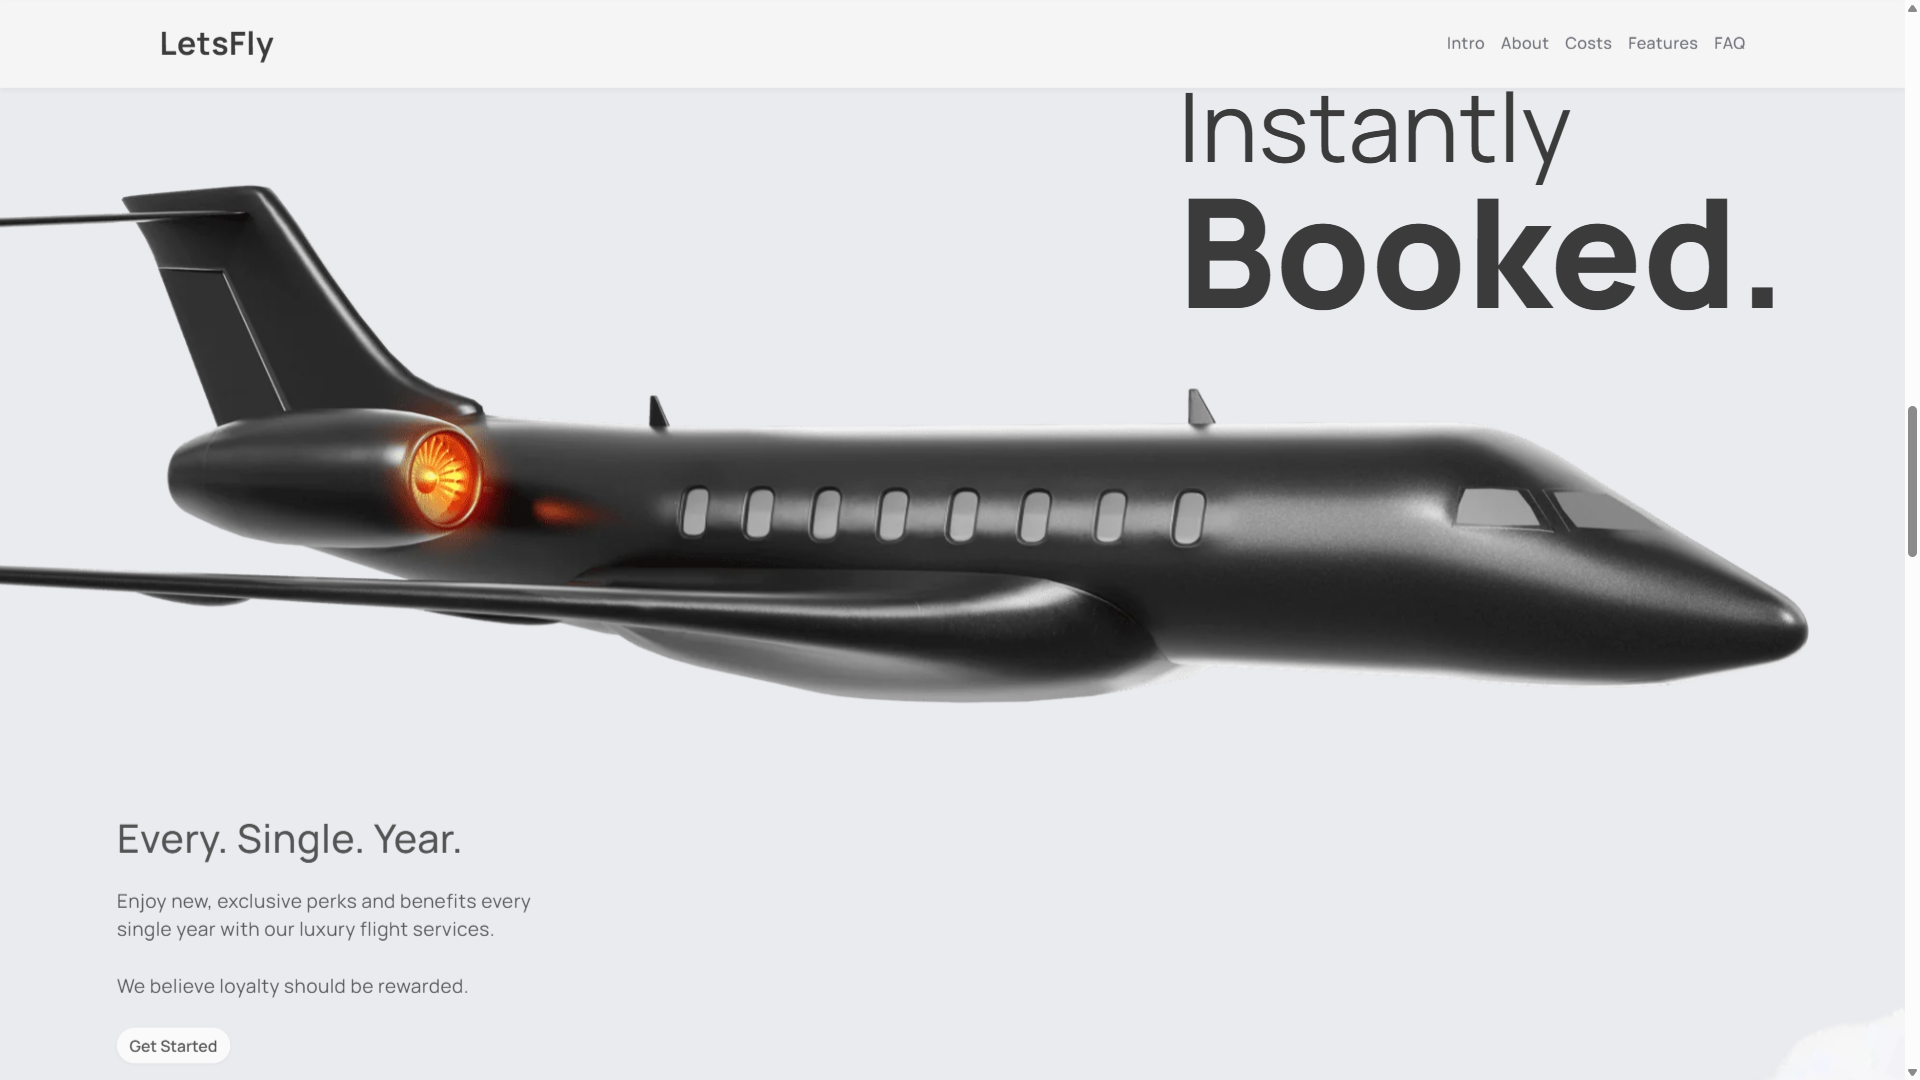 LetsFly
Intro About Costs Features FAQ
Instantly
Booked.
Every. Single. Year.
Enjoy new, exclusive perks and benefits every
single year with our luxury flight services.
We believe loyalty should be rewarded.
Get Started